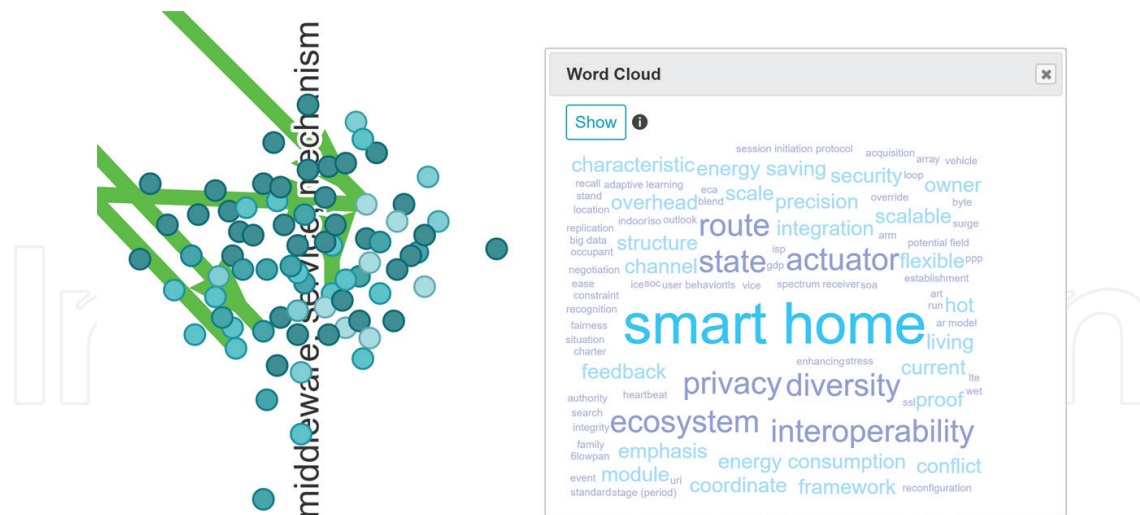 middleware, service, mechanism
Word Cloud
Show
session initiation protocol
acquisition
array
vehicle
characteristic
energy saving
security
loop
owner
recall
adaptive learning
eca
stand
overhead
blend
scale
precision
override
byte
location
replication
indoor
iso
outlook
route
integration
scalable
surge
arm
big data
occupant
structure
isp
potential field
negotiation
channel
state
gdp
actuator
flexible
ppp
ease
ice
soc
user behavior
tls
vice
spectrum receiver
soa
establishment
constraint
art
run
hot
recognition
smart home
ar model
fairness
situation
living
charter
enhancing
stress
feedback
current
privacy
diversity
lte
wet
authority
heartbeat
ssl
proof
search
integrity
ecosystem
interoperability
family
6lowpan
emphasis
energy consumption
conflict
event
module
uri
coordinate
framework
reconfiguration
standard
stage (period)